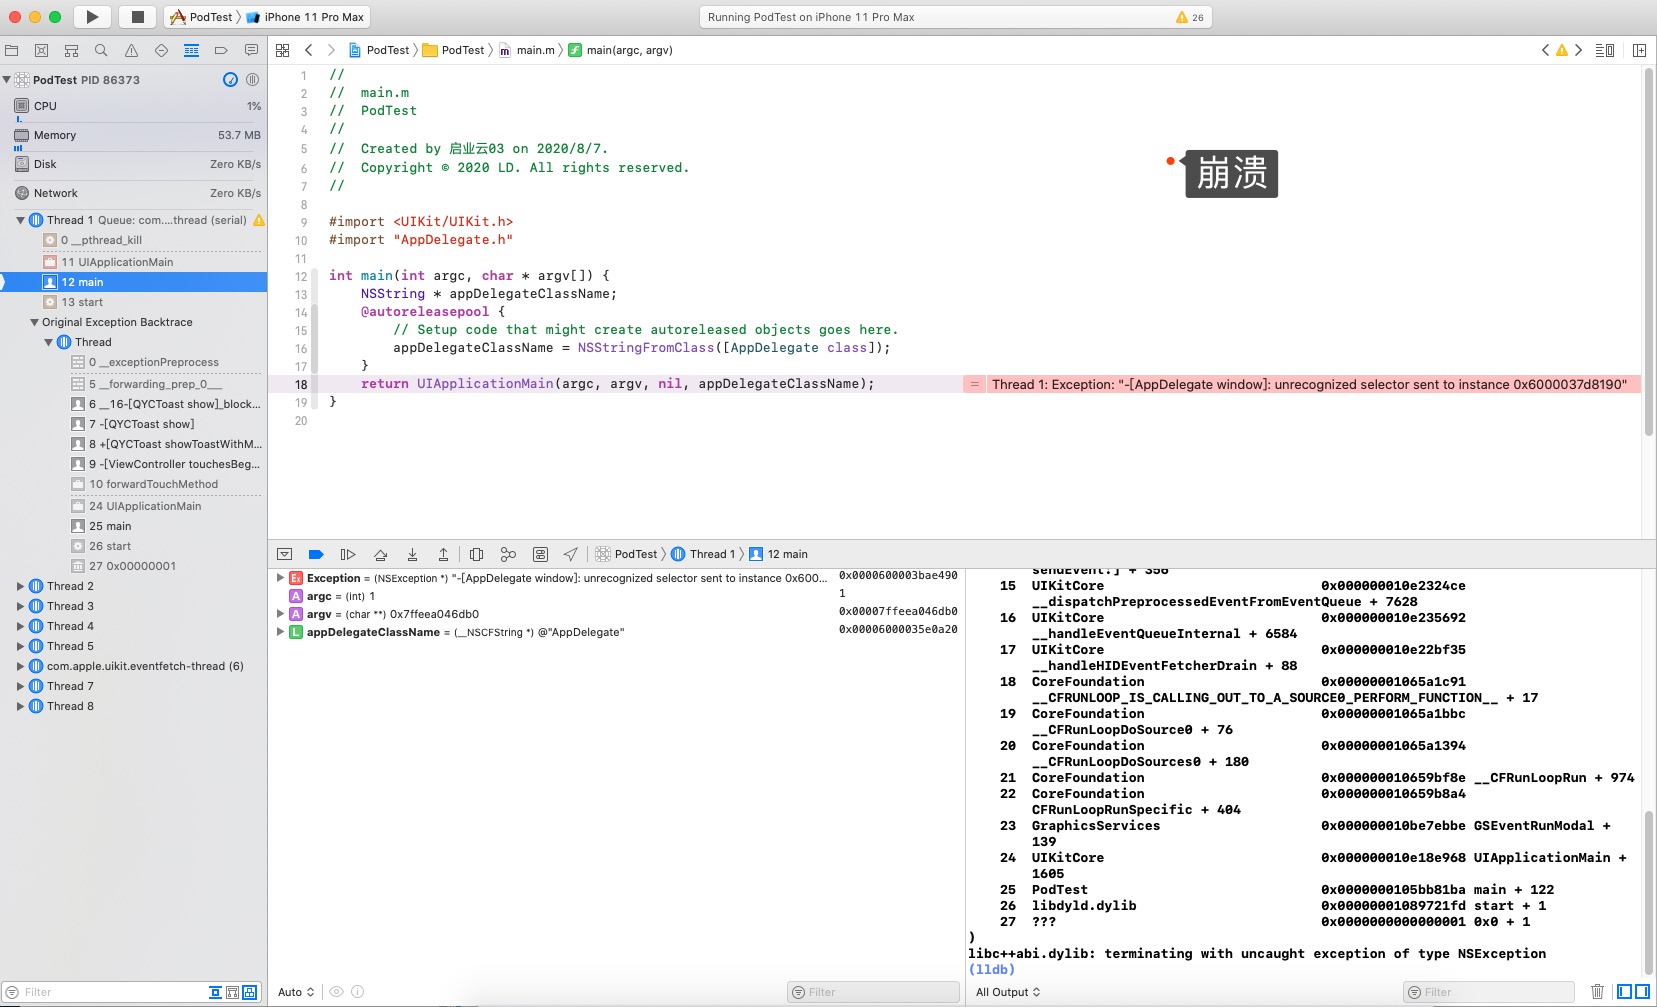 PodTest iPhone 11 Pro Max
Running PodTest on iPhone 11 Pro Max 26
PodTest PodTest main.m main(argc, argv)
PodTest PID 86373
CPU 1%
Memory 53.7 MB
Disk Zero KB/s
Network Zero KB/s
Thread 1 Queue: com....thread (serial)
0 __pthread_kill
11 UIApplicationMain
12 main
13 start
Original Exception Backtrace
Thread
0 __exceptionPreprocess
5 __forwarding_prep_0___
6 __16-[QYCToast show]_block...
7 -[QYCToast show]
8 +[QYCToast showToastWithM...
9 -[ViewController touchesBeg...
10 forwardTouchMethod
24 UIApplicationMain
25 main
26 start
27 0x00000001
Thread 2
Thread 3
Thread 4
Thread 5
com.apple.uikit.eventfetch-thread (6)
Thread 7
Thread 8
Filter
1 //
2 //  main.m
3 //  PodTest
4 //
5 //  Created by 启业云03 on 2020/8/7.
6 //  Copyright © 2020 LD. All rights reserved.
7 //
8
9 #import <UIKit/UIKit.h>
10 #import "AppDelegate.h"
11
12 int main(int argc, char * argv[]) {
13     NSString * appDelegateClassName;
14     @autoreleasepool {
15         // Setup code that might create autoreleased objects goes here.
16         appDelegateClassName = NSStringFromClass([AppDelegate class]);
17     }
18     return UIApplicationMain(argc, argv, nil, appDelegateClassName);
= Thread 1: Exception: "-[AppDelegate window]: unrecognized selector sent to instance 0x6000037d8190"
19 }
20
崩溃
PodTest Thread 1 12 main
Ex Exception = (NSException *) "-[AppDelegate window]: unrecognized selector sent to instance 0x600... 0x0000600003bae490
A argc = (int) 1 1
A argv = (char **) 0x7ffeea046db0 0x00007ffeea046db0
L appDelegateClassName = (__NSCFString *) @"AppDelegate" 0x00006000035e0a20
Auto Filter
sendEvent:] + 356
15 UIKitCore 0x000000010e2324ce
__dispatchPreprocessedEventFromEventQueue + 7628
16 UIKitCore 0x000000010e235692
__handleEventQueueInternal + 6584
17 UIKitCore 0x000000010e22bf35
__handleHIDEventFetcherDrain + 88
18 CoreFoundation 0x00000001065a1c91
__CFRUNLOOP_IS_CALLING_OUT_TO_A_SOURCE0_PERFORM_FUNCTION__ + 17
19 CoreFoundation 0x00000001065a1bbc
__CFRunLoopDoSource0 + 76
20 CoreFoundation 0x00000001065a1394
__CFRunLoopDoSources0 + 180
21 CoreFoundation 0x000000010659bf8e __CFRunLoopRun + 974
22 CoreFoundation 0x000000010659b8a4
CFRunLoopRunSpecific + 404
23 GraphicsServices 0x000000010be7ebbe GSEventRunModal +
139
24 UIKitCore 0x000000010e18e968 UIApplicationMain +
1605
25 PodTest 0x0000000105bb81ba main + 122
26 libdyld.dylib 0x00000001089721fd start + 1
27 ??? 0x0000000000000001 0x0 + 1
)
libc++abi.dylib: terminating with uncaught exception of type NSException
(lldb)
All Output Filter